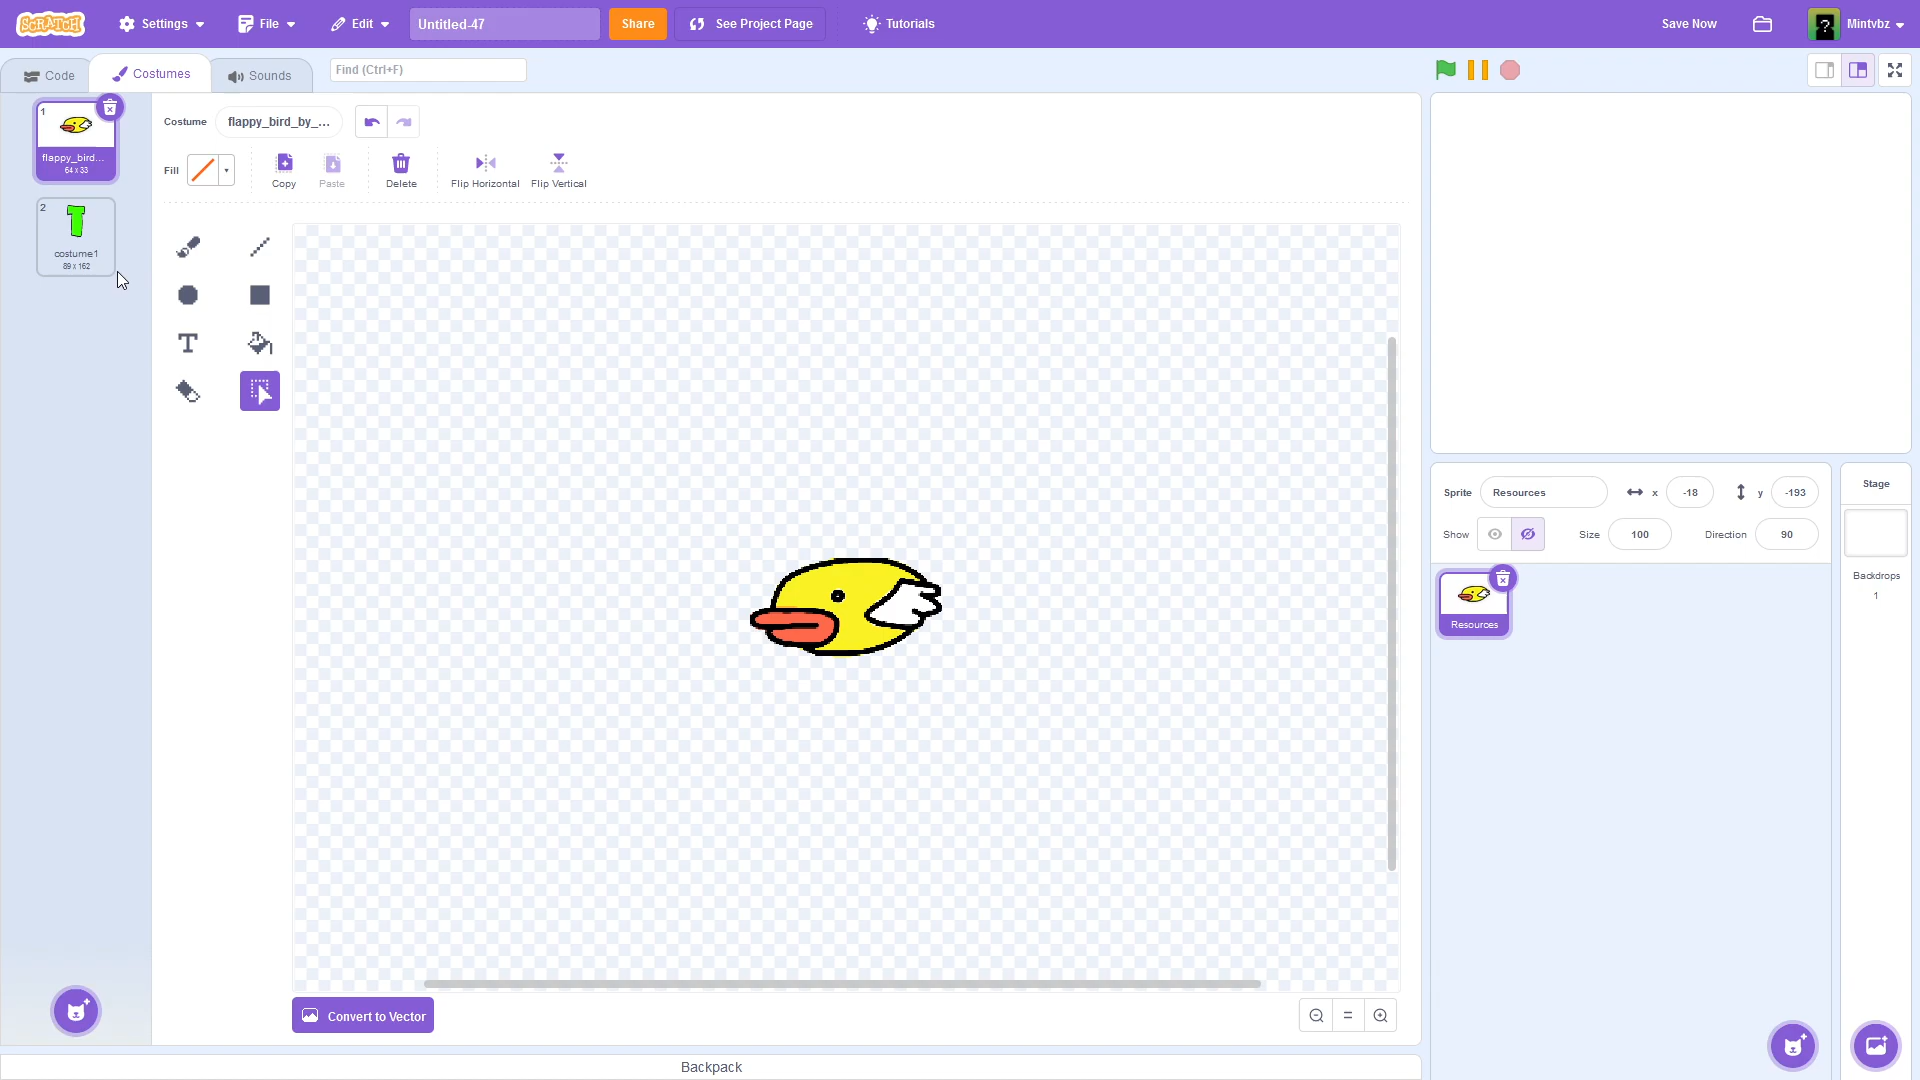 SCRATCH Settings File Edit Untitled-47 Share See Project Page Tutorials Save Now Mintvbz
Code Costumes Sounds Find (Ctrl+F)
1
flappy_bird...
64 x 33
2
costume1
89 x 162
Costume flappy_bird_by_...
Fill Copy Paste Delete Flip Horizontal Flip Vertical
Convert to Vector
Backpack
Sprite Resources x -18 y -193
Show Size 100 Direction 90
Resources
Stage
Backdrops
1